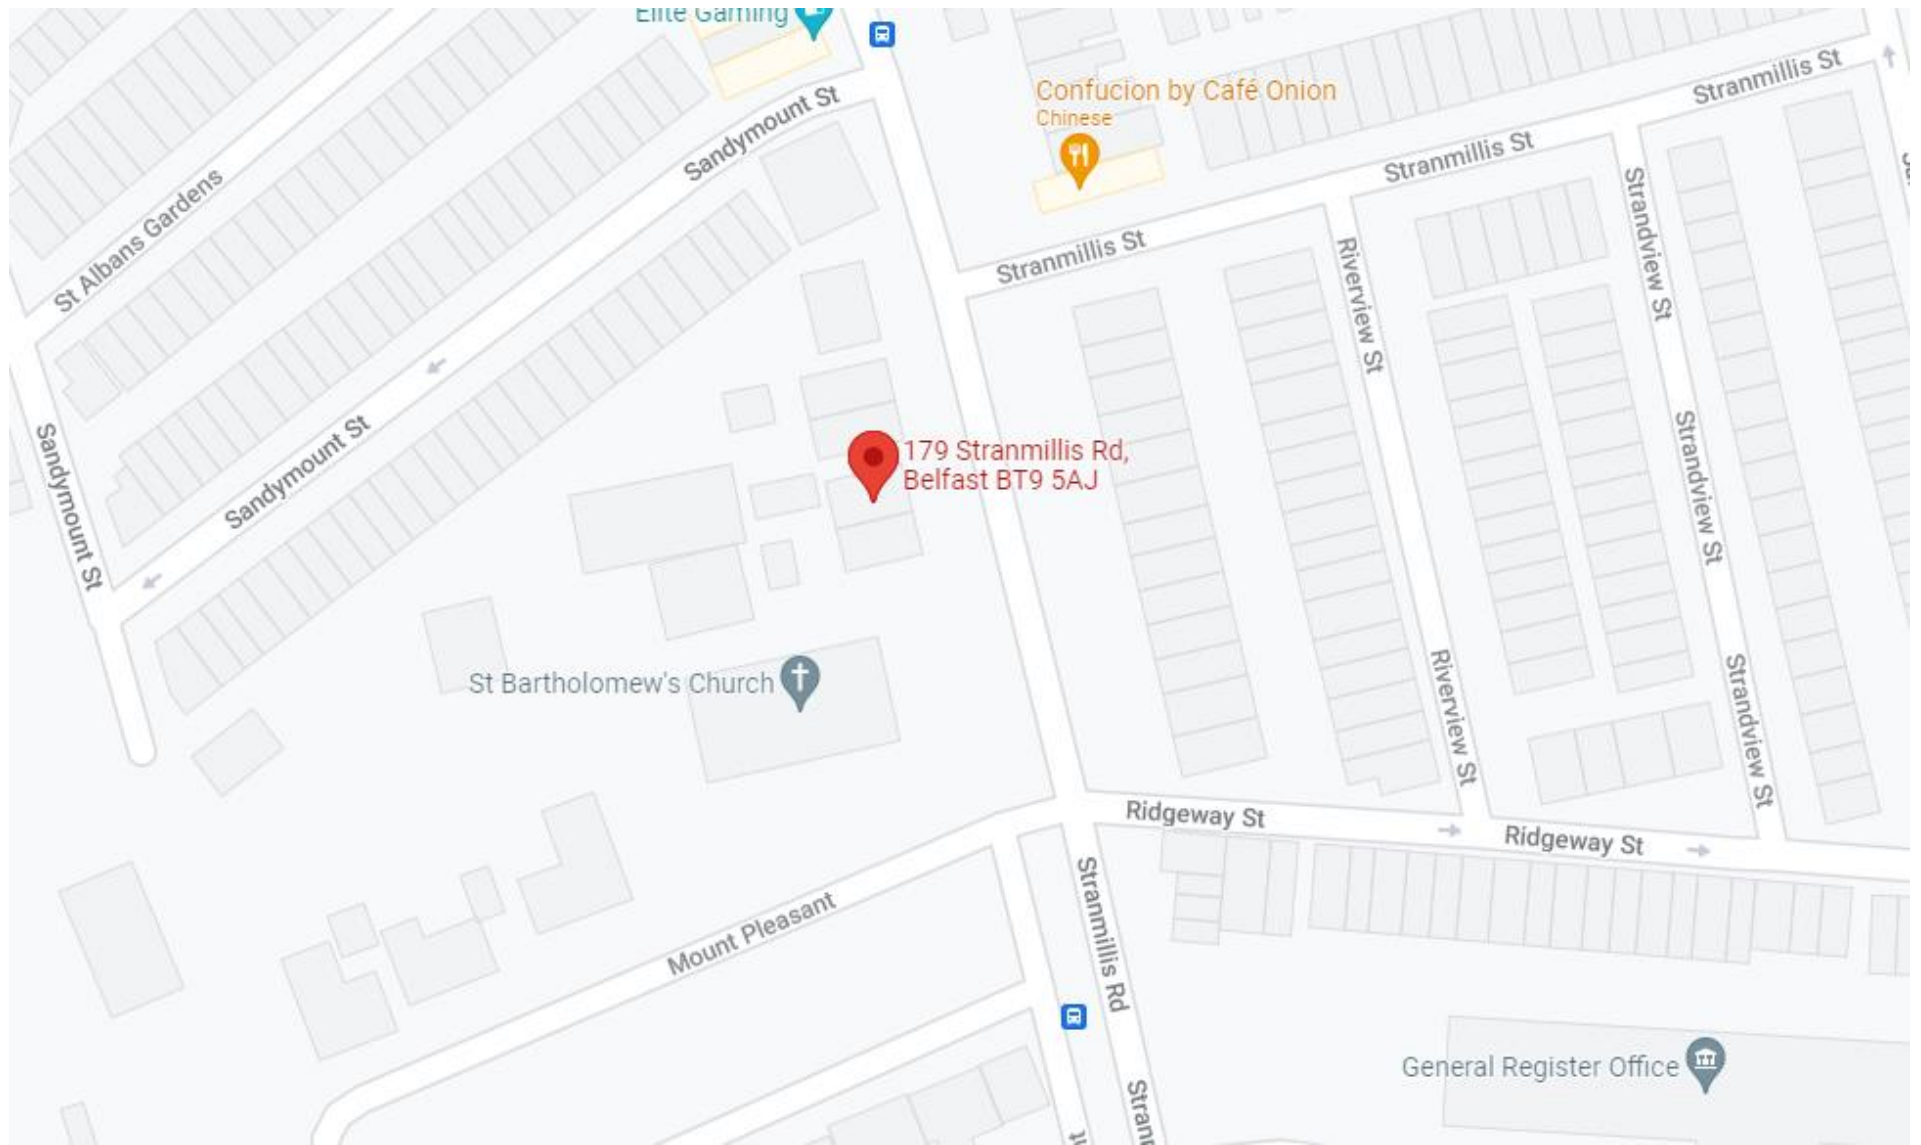 Elite Gaming
Confucion by Café Onion
Chinese
Stranmillis St
Stranmillis St
Stranmillis St
Sandymount St
St Albans Gardens
Strandview St
Riverview St
179 Stranmillis Rd,
Belfast BT9 5AJ
Sandymount St
Sandymount St
Strandview St
St Bartholomew's Church
Riverview St
Strandview St
Ridgeway St
Ridgeway St
Mount Pleasant
Stranmillis Rd
General Register Office